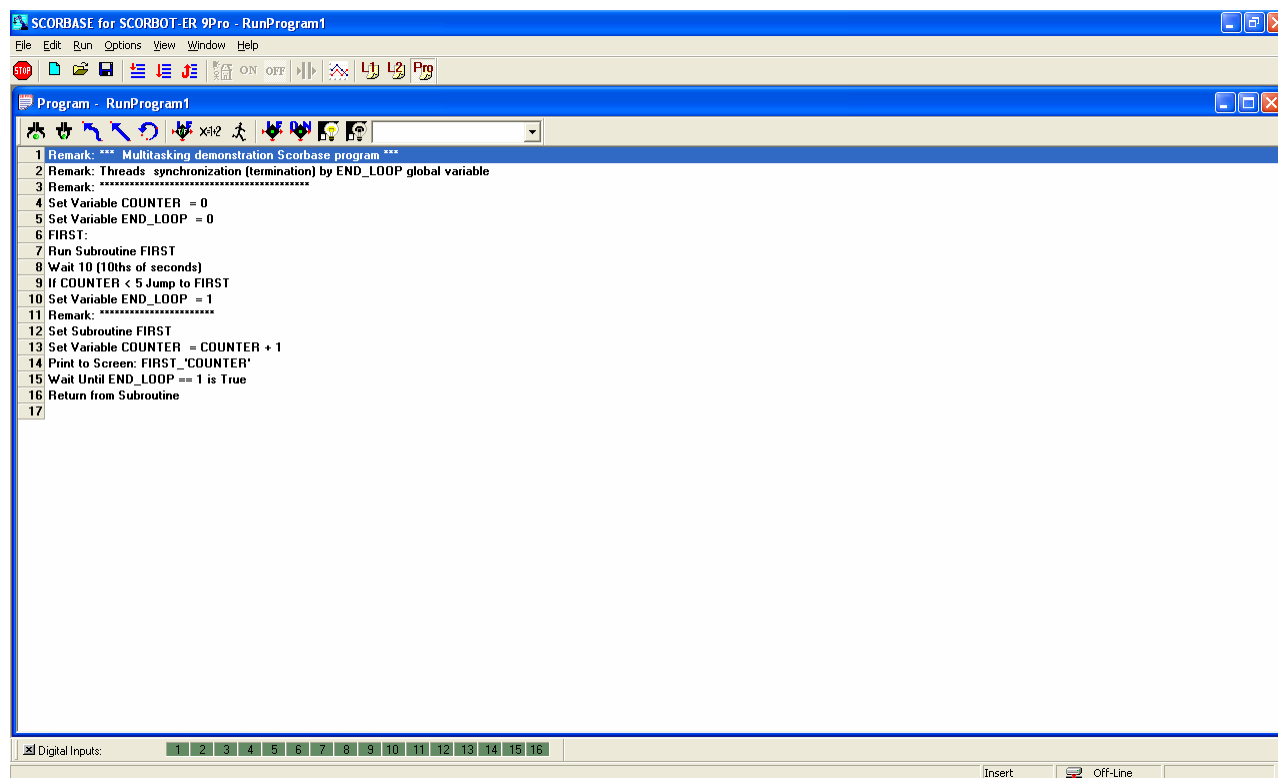 SCORBASE for SCORBOT-ER 9Pro - RunProgram1
File Edit Run Options View Window Help
STOP ON OFF L1 L2 Prg
Program - RunProgram1
X=1+2
1 Remark: *** Multitasking demonstration Scorbase program ***
2 Remark: Threads synchronization (termination) by END_LOOP global variable
3 Remark: ******************************************
4 Set Variable COUNTER = 0
5 Set Variable END_LOOP = 0
6 FIRST:
7 Run Subroutine FIRST
8 Wait 10 (10ths of seconds)
9 If COUNTER < 5 Jump to FIRST
10 Set Variable END_LOOP = 1
11 Remark: ***********************
12 Set Subroutine FIRST
13 Set Variable COUNTER = COUNTER + 1
14 Print to Screen: FIRST_'COUNTER'
15 Wait Until END_LOOP == 1 is True
16 Return from Subroutine
17
Digital Inputs: 1 2 3 4 5 6 7 8 9 10 11 12 13 14 15 16
Insert Off-Line